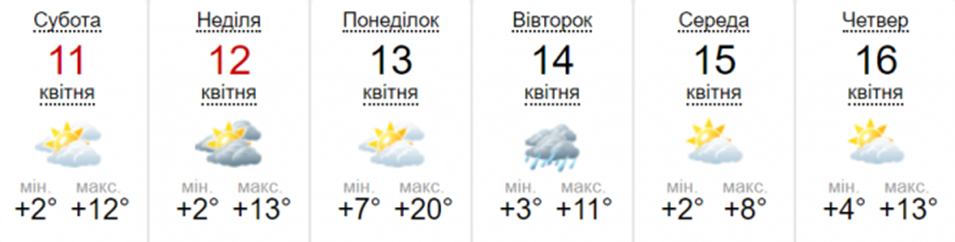 Субота Неділя Понеділок Вівторок Середа Четвер
11 12 13 14 15 16
квітня квітня квітня квітня квітня квітня
мін. макс. мін. макс. мін. макс. мін. макс. мін. макс. мін. макс.
+2° +12° +2° +13° +7° +20° +3° +11° +2° +8° +4° +13°